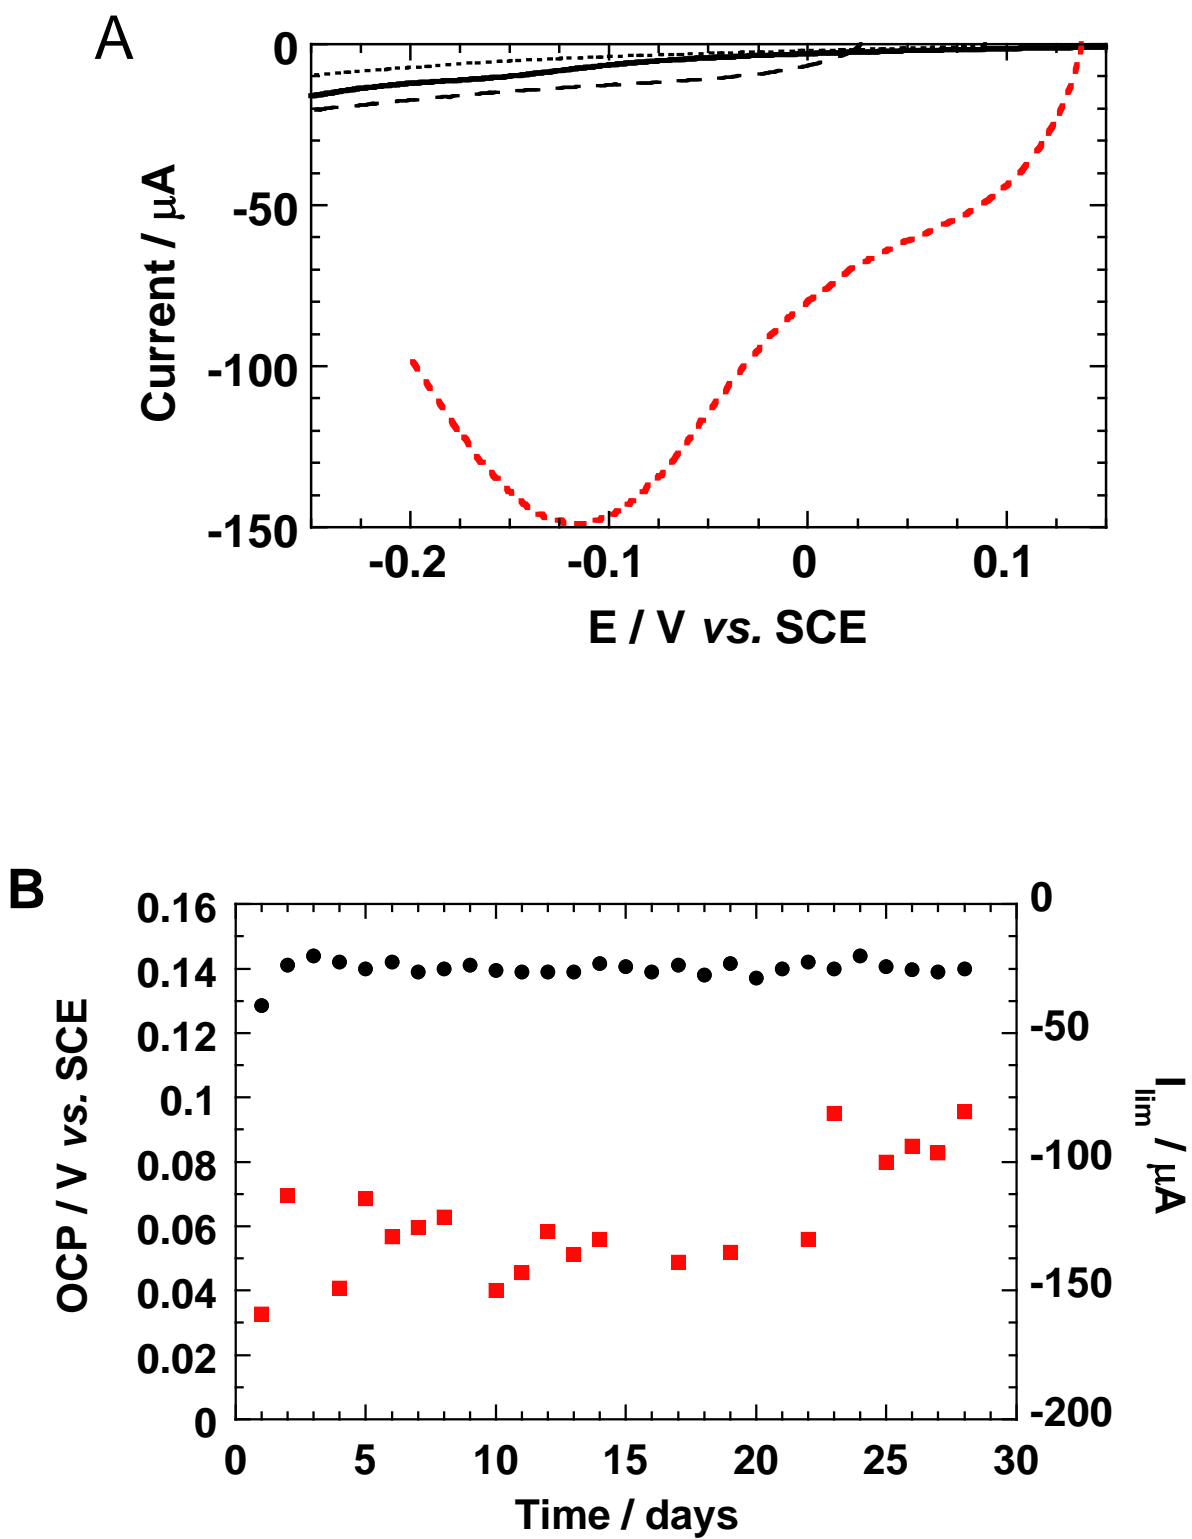 A
0
-50
-100
-150
Current / μA
-0.2 -0.1 0 0.1
E / V vs. SCE
B
0.16
0.14
0.12
0.1
0.08
0.06
0.04
0.02
0
OCP / V vs. SCE
0
-50
-100
-150
-200
I lim / μA
0 5 10 15 20 25 30
Time / days